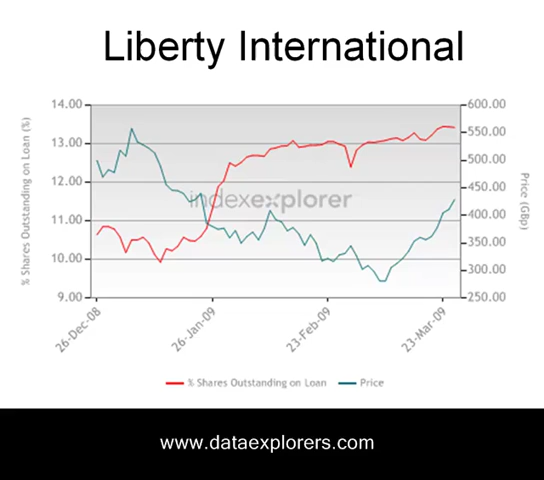 Liberty International
14.00
13.00
12.00
11.00
10.00
9.00
% Shares Outstanding on Loan (%)
600.00
550.00
500.00
450.00
400.00
350.00
300.00
250.00
Price (GBp)
indexexplorer
26-Dec-08
26-Jan-09
23-Feb-09
23-Mar-09
% Shares Outstanding on Loan
Price
www.dataexplorers.com